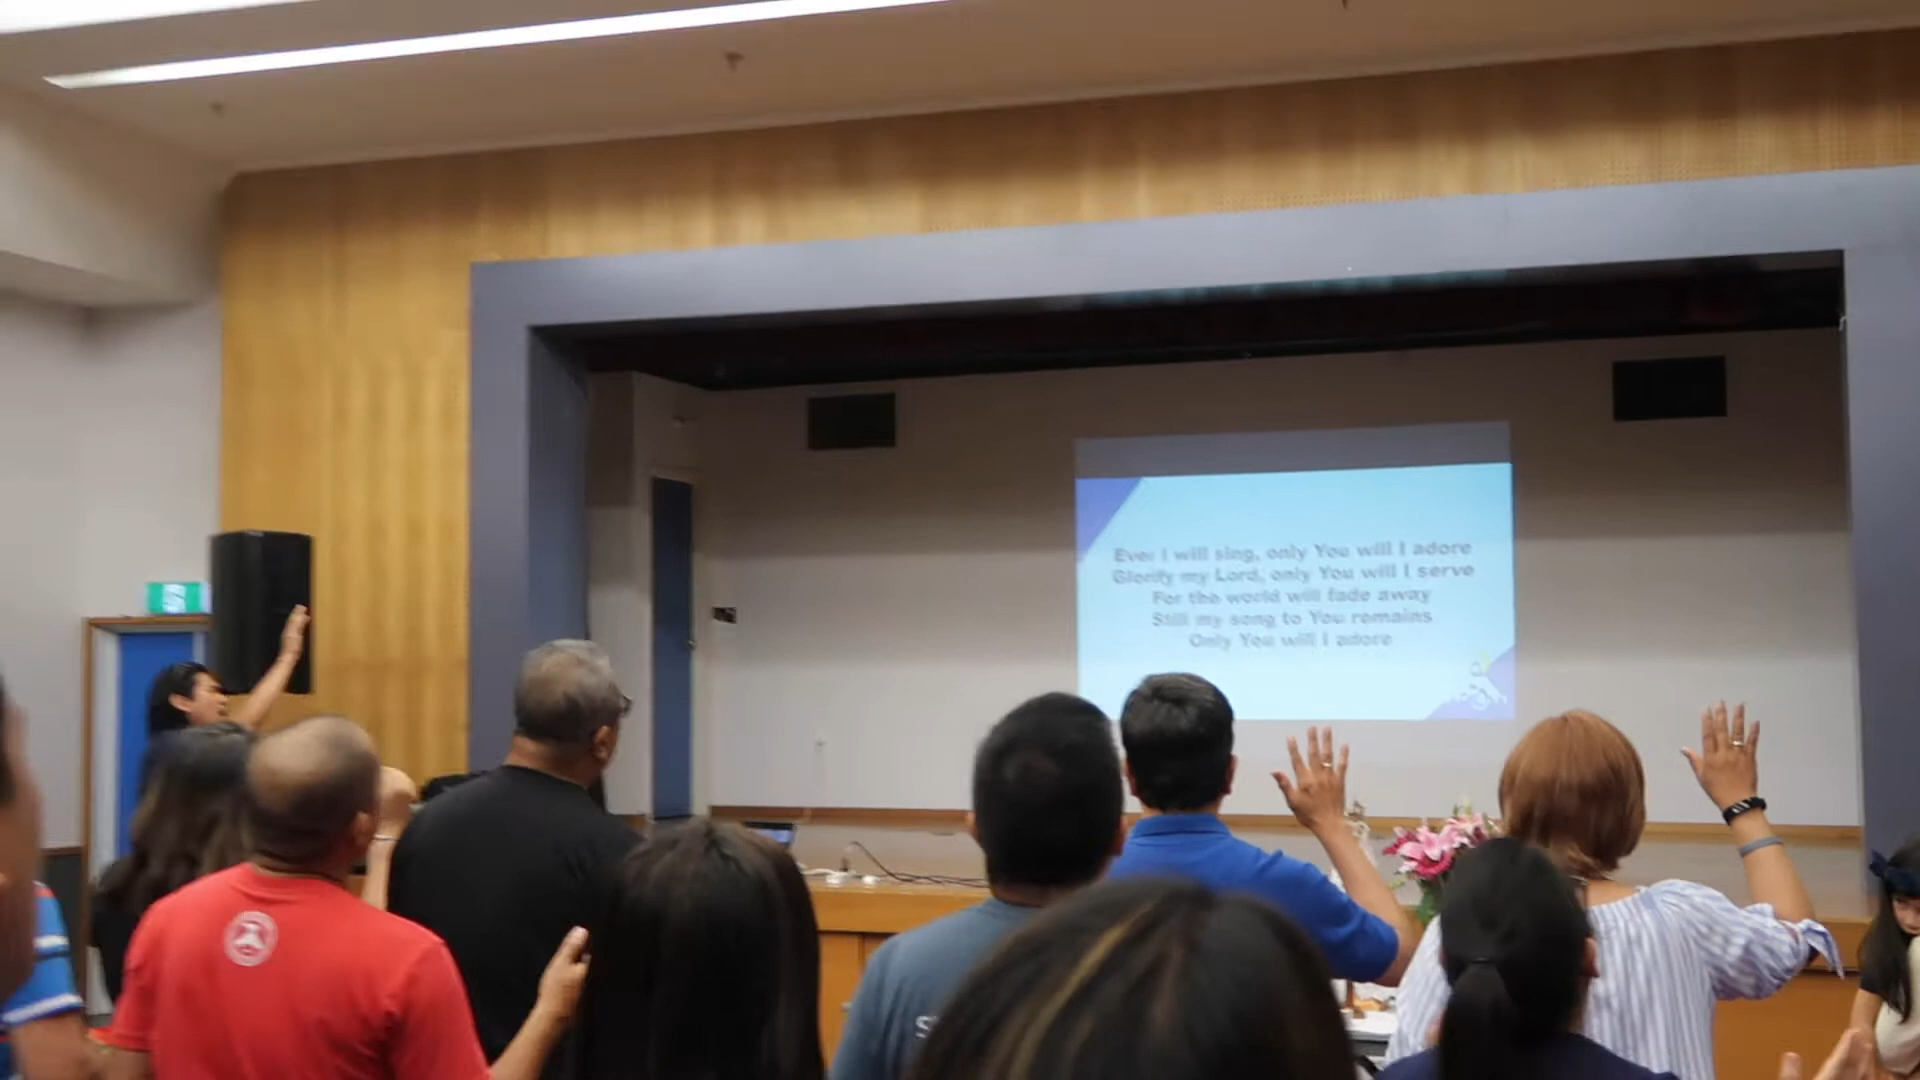 Ever I will sing, only You will I adore
Glorify my Lord, only You will I serve
For the world will fade away
Still my song to You remains
Only You will I adore